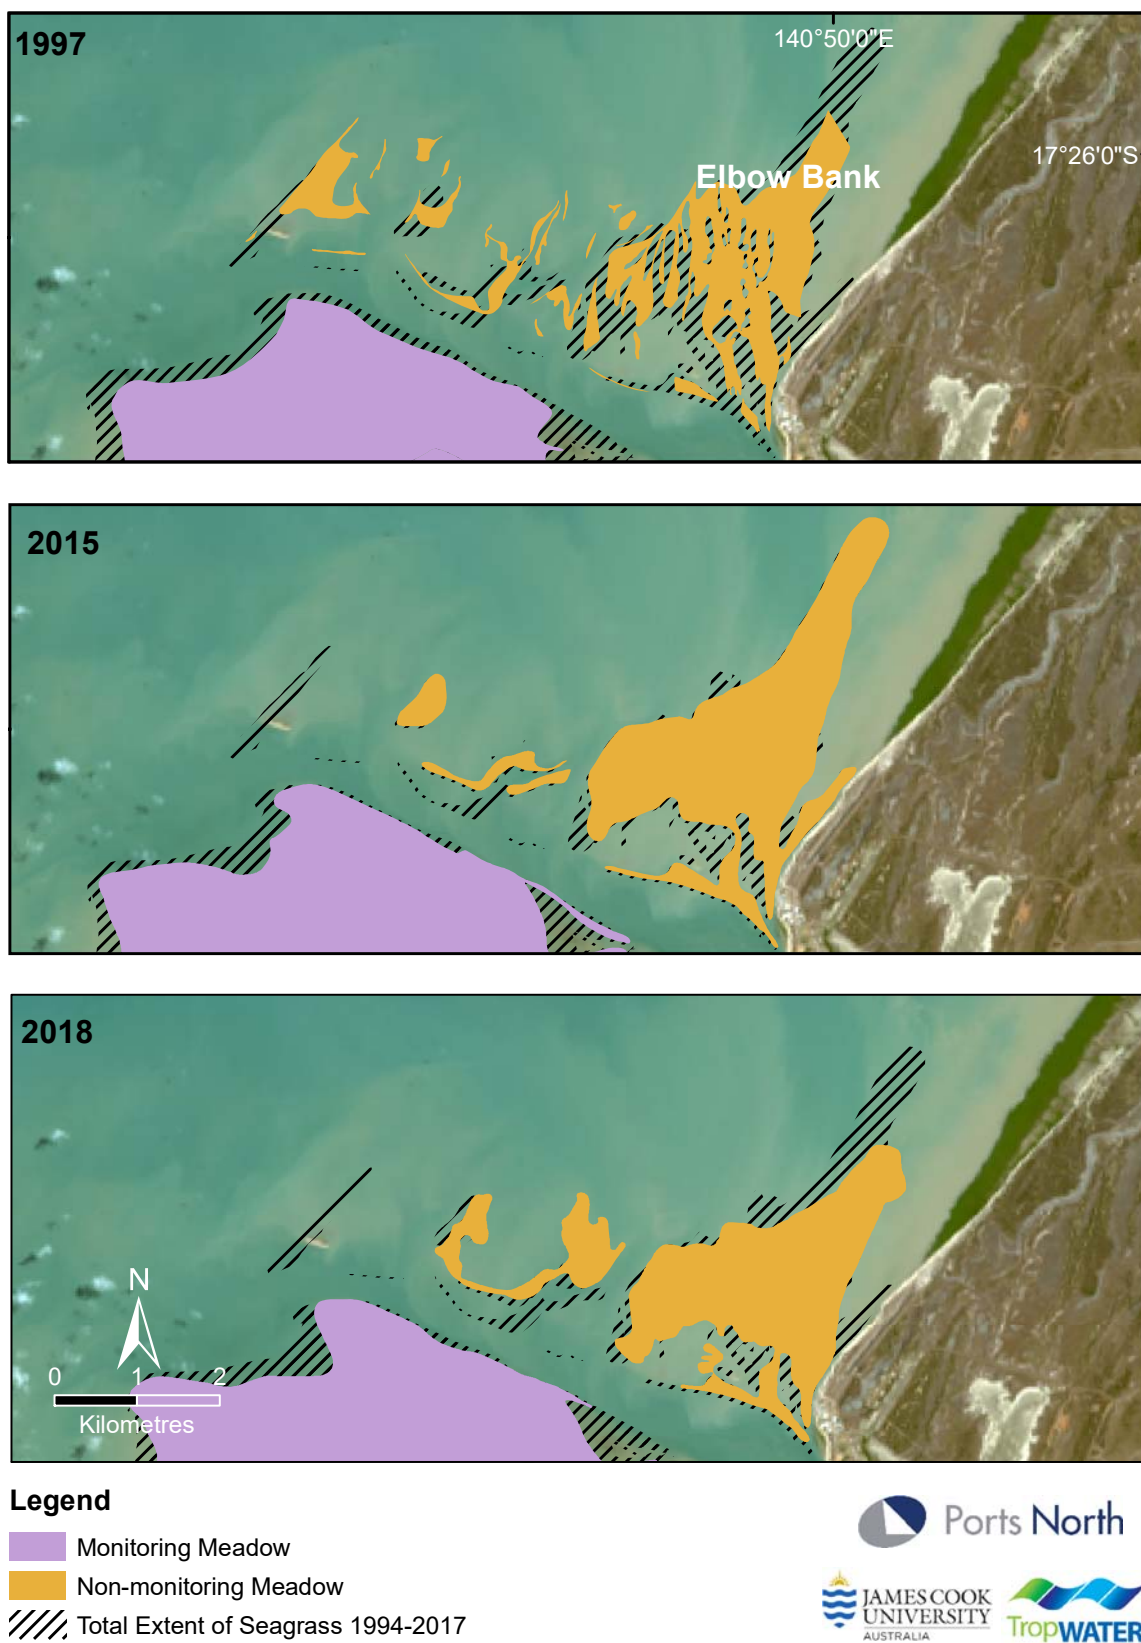 1997
140°50'0"E
17°26'0"S
Elbow Bank
2015
2018
N
0 1 2
Kilometres
Legend
Monitoring Meadow
Non-monitoring Meadow
Total Extent of Seagrass 1994-2017
Ports North
JAMES COOK
UNIVERSITY
AUSTRALIA
TropWATER